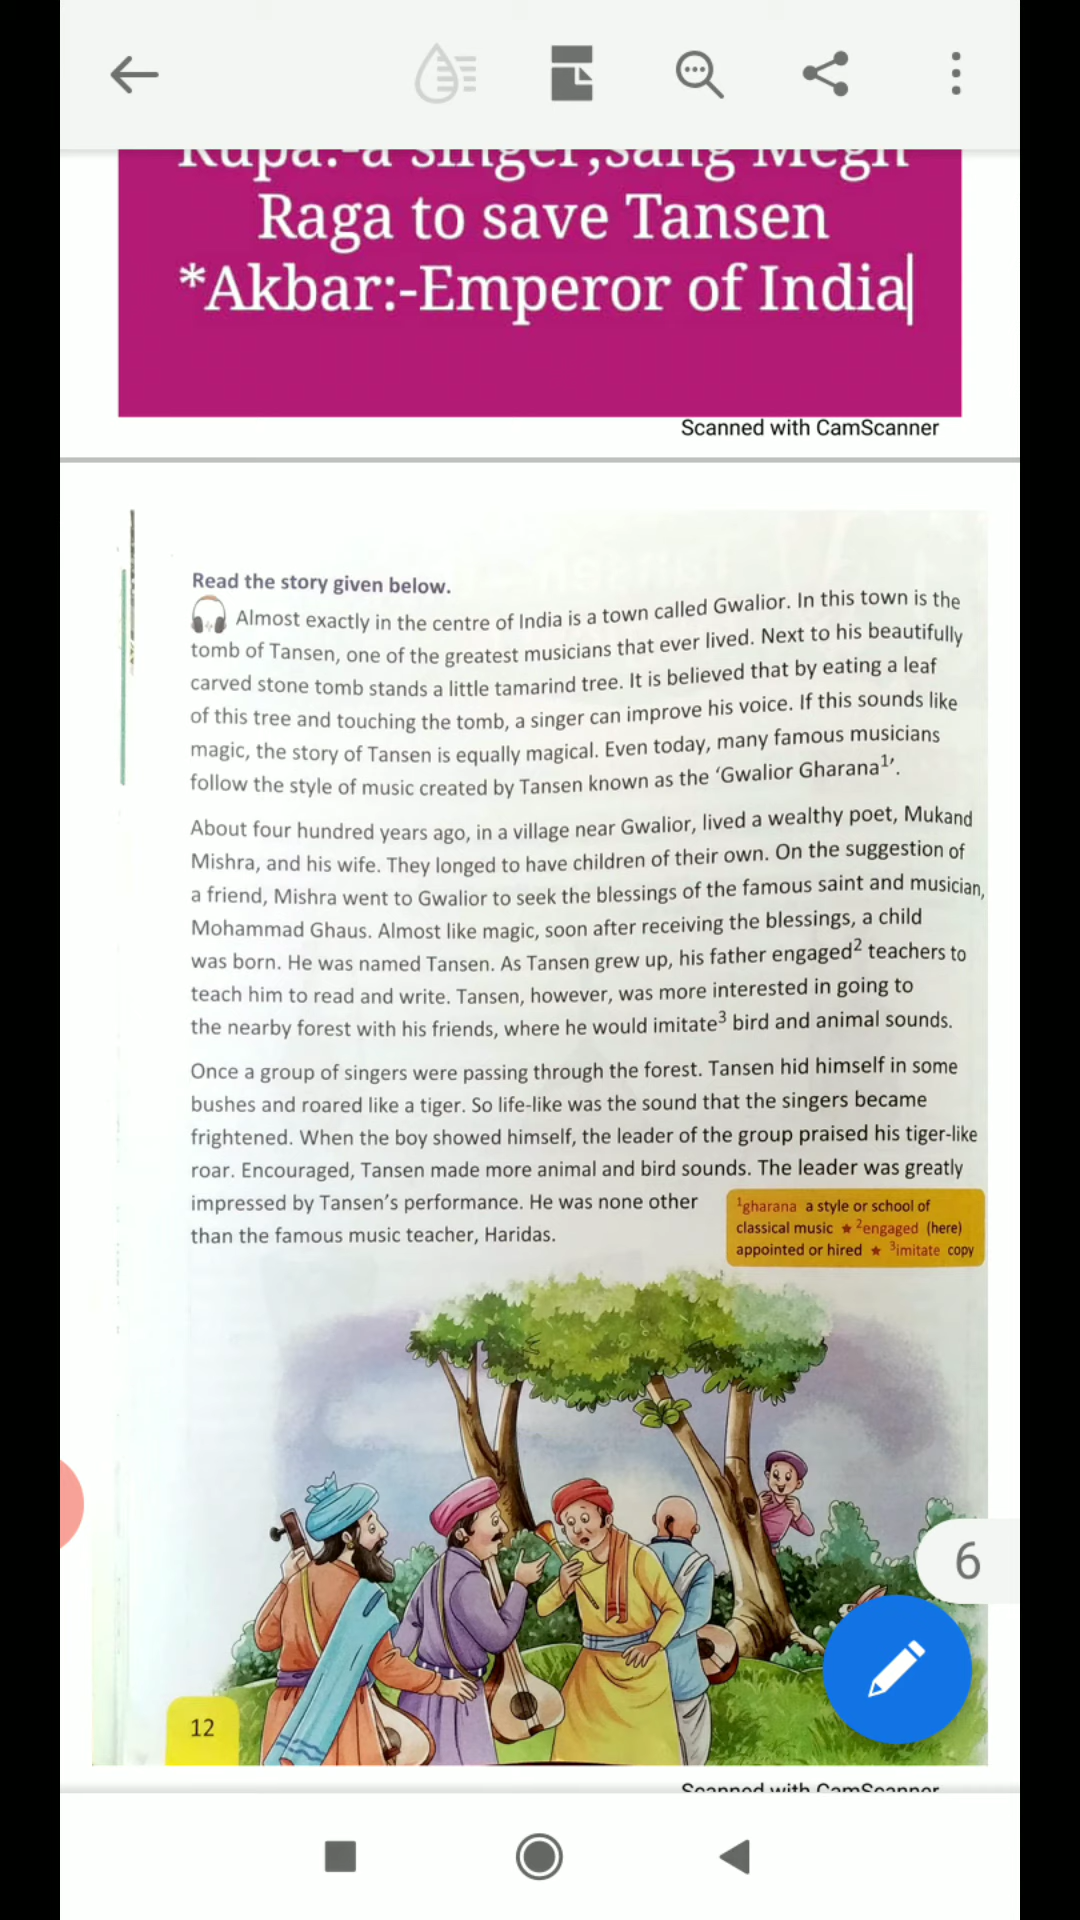 Rupa:-a singer,sang Megh
Raga to save Tansen
*Akbar:-Emperor of India
Scanned with CamScanner
Read the story given below.
Almost exactly in the centre of India is a town called Gwalior. In this town is the
tomb of Tansen, one of the greatest musicians that ever lived. Next to his beautifully
carved stone tomb stands a little tamarind tree. It is believed that by eating a leaf
of this tree and touching the tomb, a singer can improve his voice. If this sounds like
magic, the story of Tansen is equally magical. Even today, many famous musicians
follow the style of music created by Tansen known as the ‘Gwalior Gharana¹’.
About four hundred years ago, in a village near Gwalior, lived a wealthy poet, Mukand
Mishra, and his wife. They longed to have children of their own. On the suggestion of
a friend, Mishra went to Gwalior to seek the blessings of the famous saint and musician,
Mohammad Ghaus. Almost like magic, soon after receiving the blessings, a child
was born. He was named Tansen. As Tansen grew up, his father engaged² teachers to
teach him to read and write. Tansen, however, was more interested in going to
the nearby forest with his friends, where he would imitate³ bird and animal sounds.
Once a group of singers were passing through the forest. Tansen hid himself in some
bushes and roared like a tiger. So life-like was the sound that the singers became
frightened. When the boy showed himself, the leader of the group praised his tiger-like
roar. Encouraged, Tansen made more animal and bird sounds. The leader was greatly
impressed by Tansen’s performance. He was none other
than the famous music teacher, Haridas.
¹gharana a style or school of
classical music ★ ²engaged (here)
appointed or hired ★ ³imitate copy
6
12
Scanned with CamScanner